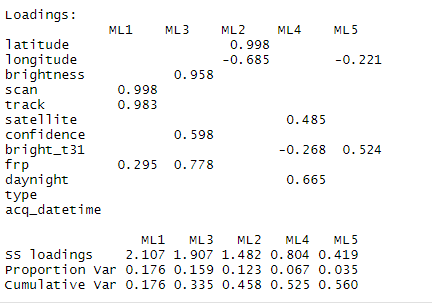 Loadings:
ML1 ML3 ML2 ML4 ML5
latitude 0.998
longitude -0.685 -0.221
brightness 0.958
scan 0.998
track 0.983
satellite 0.485
confidence 0.598
bright_t31 -0.268 0.524
frp 0.295 0.778
daynight 0.665
type
acq_datetime
ML1 ML3 ML2 ML4 ML5
SS loadings 2.107 1.907 1.482 0.804 0.419
Proportion Var 0.176 0.159 0.123 0.067 0.035
Cumulative Var 0.176 0.335 0.458 0.525 0.560